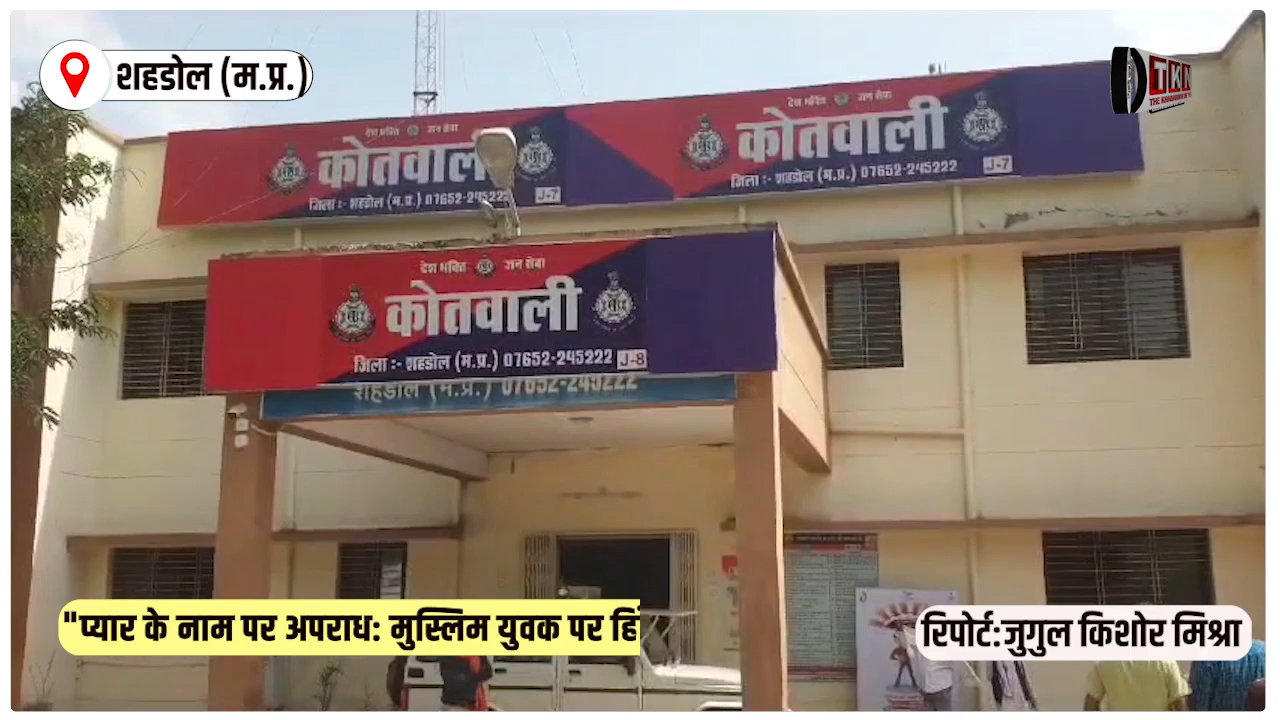 शहडोल (म.प्र.)
TKN
देश भक्ति जन सेवा
कोतवाली
जिला :- शहडोल (म.प्र.) 07652-245222
J-7
देश भक्ति जन सेवा
कोतवाली
जिला :- शहडोल (म.प्र.) 07652-245222
J-7
देश भक्ति जन सेवा
कोतवाली
जिला :- शहडोल (म.प्र.) 07652-245222 J-8
शहडोल (म.प्र.) 07652-245222
"प्यार के नाम पर अपराध: मुस्लिम युवक पर हिं
रिपोर्ट:जुगुल किशोर मिश्रा